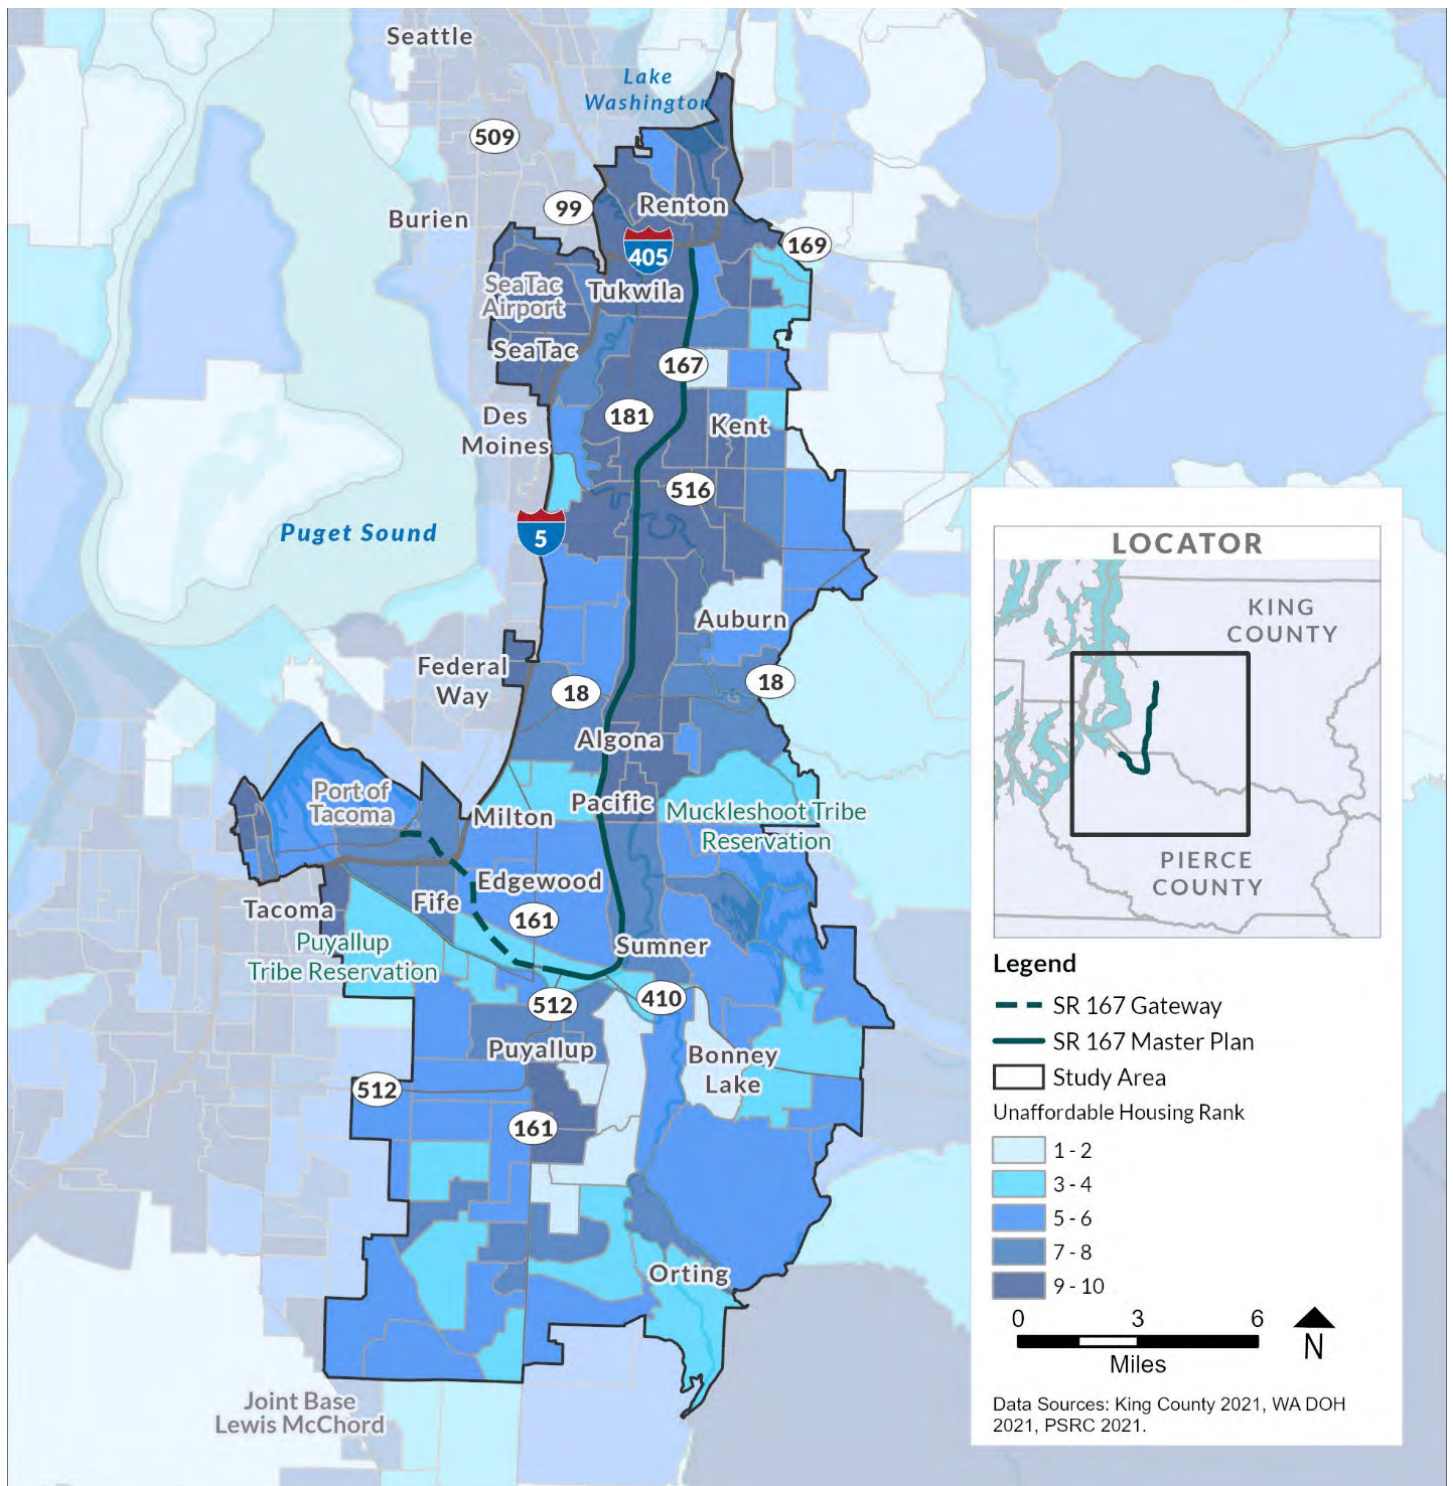 Seattle
Lake
Washington
509
99
Burien
Renton
169
405
SeaTac
Airport
Tukwila
SeaTac
167
Des
Moines
181
Kent
516
Puget Sound
5
Auburn
Federal
Way
18
18
Algona
Port of
Tacoma
Milton
Pacific
Muckleshoot Tribe
Reservation
Edgewood
Fife
Tacoma
161
Puyallup
Tribe Reservation
Sumner
512
410
Puyallup
Bonney
Lake
512
161
Orting
Joint Base
Lewis McChord
LOCATOR
KING
COUNTY
PIERCE
COUNTY
Legend
SR 167 Gateway
SR 167 Master Plan
Study Area
Unaffordable Housing Rank
1 - 2
3 - 4
5 - 6
7 - 8
9 - 10
0 3 6
Miles
N
Data Sources: King County 2021, WA DOH
2021, PSRC 2021.